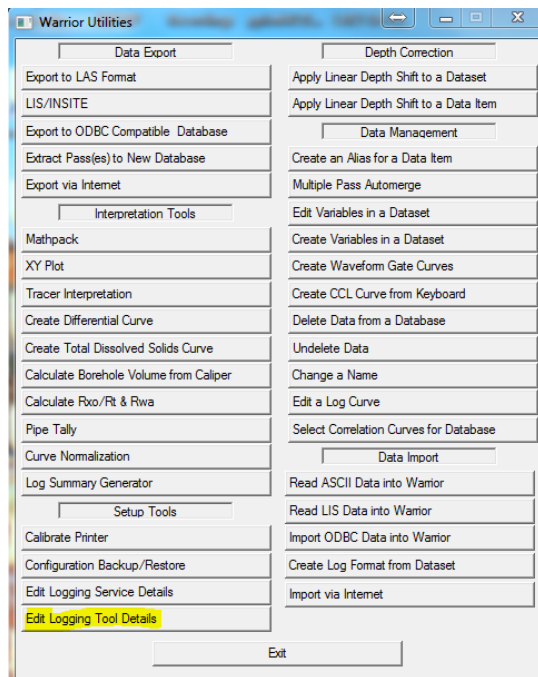 Warrior Utilities
Data Export
Export to LAS Format
LIS/INSITE
Export to ODBC Compatible Database
Extract Pass(es) to New Database
Export via Internet
Interpretation Tools
Mathpack
XY Plot
Tracer Interpretation
Create Differential Curve
Create Total Dissolved Solids Curve
Calculate Borehole Volume from Caliper
Calculate Rxo/Rt & Rwa
Pipe Tally
Curve Normalization
Log Summary Generator
Setup Tools
Calibrate Printer
Configuration Backup/Restore
Edit Logging Service Details
Edit Logging Tool Details
Depth Correction
Apply Linear Depth Shift to a Dataset
Apply Linear Depth Shift to a Data Item
Data Management
Create an Alias for a Data Item
Multiple Pass Automerge
Edit Variables in a Dataset
Create Variables in a Dataset
Create Waveform Gate Curves
Create CCL Curve from Keyboard
Delete Data from a Database
Undelete Data
Change a Name
Edit a Log Curve
Select Correlation Curves for Database
Data Import
Read ASCII Data into Warrior
Read LIS Data into Warrior
Import ODBC Data into Warrior
Create Log Format from Dataset
Import via Internet
Exit